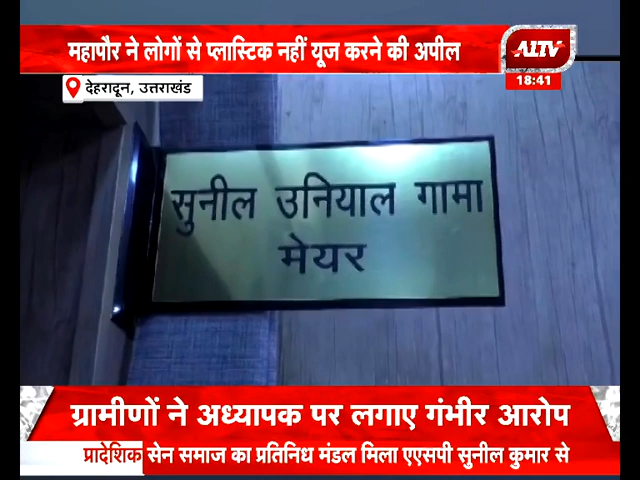 महापौर ने लोगों से प्लास्टिक नहीं यूज करने की अपील
ALTV
18:41
देहरादून, उत्तराखंड
सुनील उनियाल गामा
मेयर
ग्रामीणों ने अध्यापक पर लगाए गंभीर आरोप
प्रादेशिक सेन समाज का प्रतिनिध मंडल मिला एएसपी सुनील कुमार से